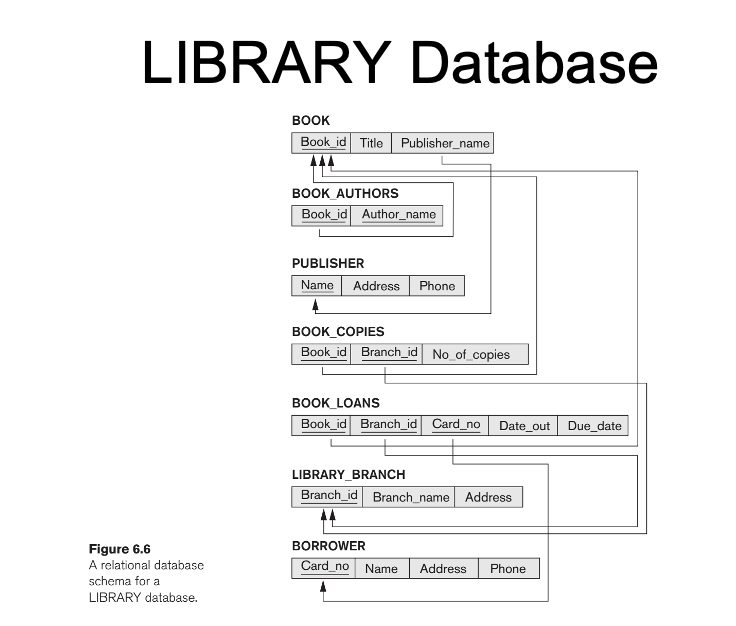 LIBRARY Database
BOOK
Book_id Title Publisher_name
BOOK_AUTHORS
Book_id Author_name
PUBLISHER
Name Address Phone
BOOK_COPIES
Book_id Branch_id No_of_copies
BOOK_LOANS
Book_id Branch_id Card_no Date_out Due_date
LIBRARY_BRANCH
Branch_id Branch_name Address
BORROWER
Card_no Name Address Phone
Figure 6.6
A relational database
schema for a
LIBRARY database.